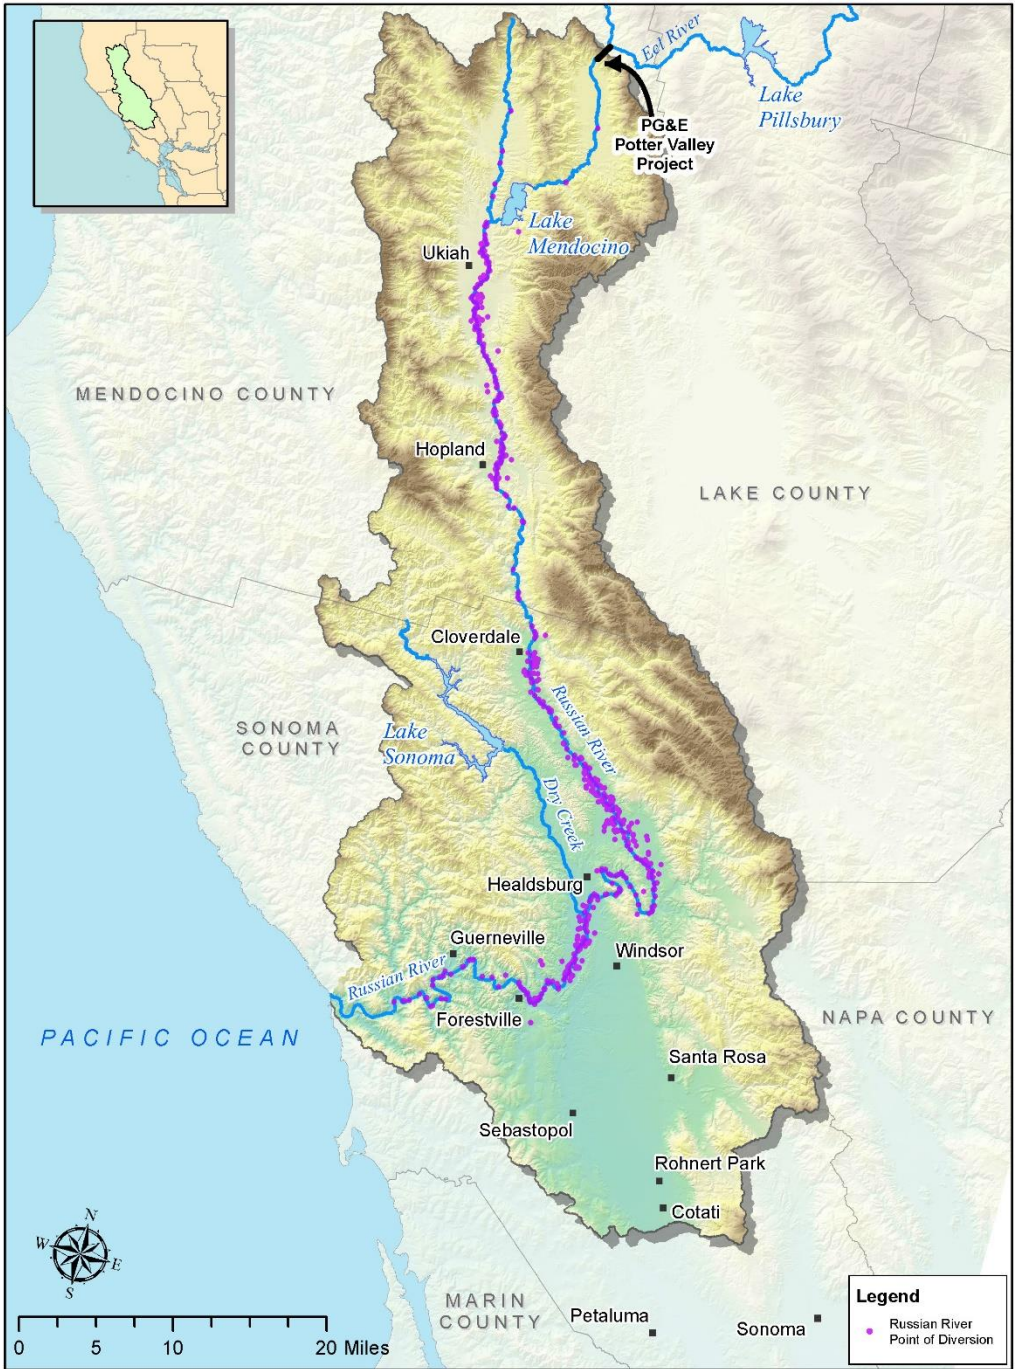 Eel River
Lake
Pillsbury
PG&E
Potter Valley
Project
Lake
Mendocino
Ukiah
MENDOCINO COUNTY
Hopland
LAKE COUNTY
Cloverdale
Russian River
SONOMA
COUNTY
Lake
Sonoma
Dry Creek
Healdsburg
Guerneville
Windsor
Russian River
Forestville
NAPA COUNTY
PACIFIC OCEAN
Santa Rosa
Sebastopol
Rohnert Park
Cotati
N
W
E
S
MARIN
COUNTY
Petaluma
Sonoma
Legend
Russian River
Point of Diversion
0 5 10 20 Miles